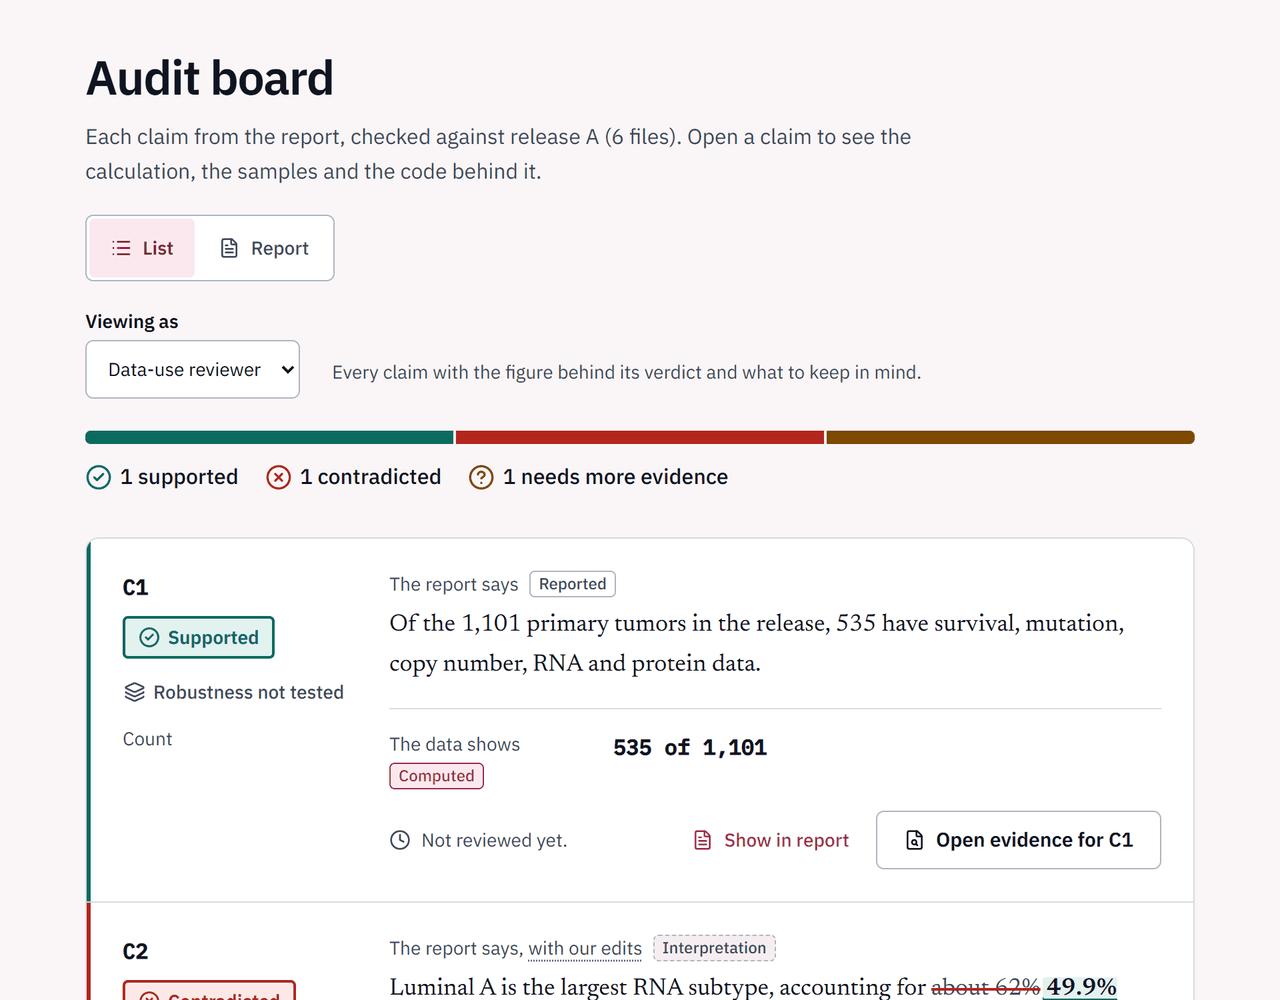 Audit board
Each claim from the report, checked against release A (6 files). Open a claim to see the
calculation, the samples and the code behind it.
List
Report
Viewing as
Data-use reviewer
Every claim with the figure behind its verdict and what to keep in mind.
1 supported
1 contradicted
1 needs more evidence
C1
Supported
Robustness not tested
Count
The report says
Reported
Of the 1,101 primary tumors in the release, 535 have survival, mutation,
copy number, RNA and protein data.
The data shows
Computed
535 of 1,101
Not reviewed yet.
Show in report
Open evidence for C1
C2
Contradicted
The report says, with our edits
Interpretation
Luminal A is the largest RNA subtype, accounting for about 62% 49.9%